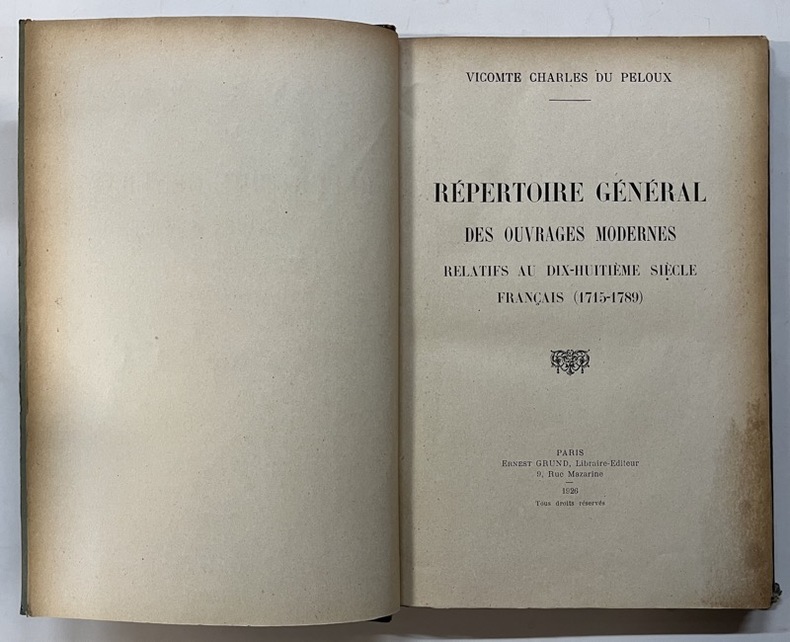 VICOMTE CHARLES DU PELOUX
RÉPERTOIRE GÉNÉRAL
DES OUVRAGES MODERNES
RELATIFS AU DIX-HUITIÈME SIÈCLE
FRANÇAIS (1715-1789)
PARIS
ERNEST GRUND, Libraire-Editeur
9, Rue Mazarine
1926
Tous droits réservés